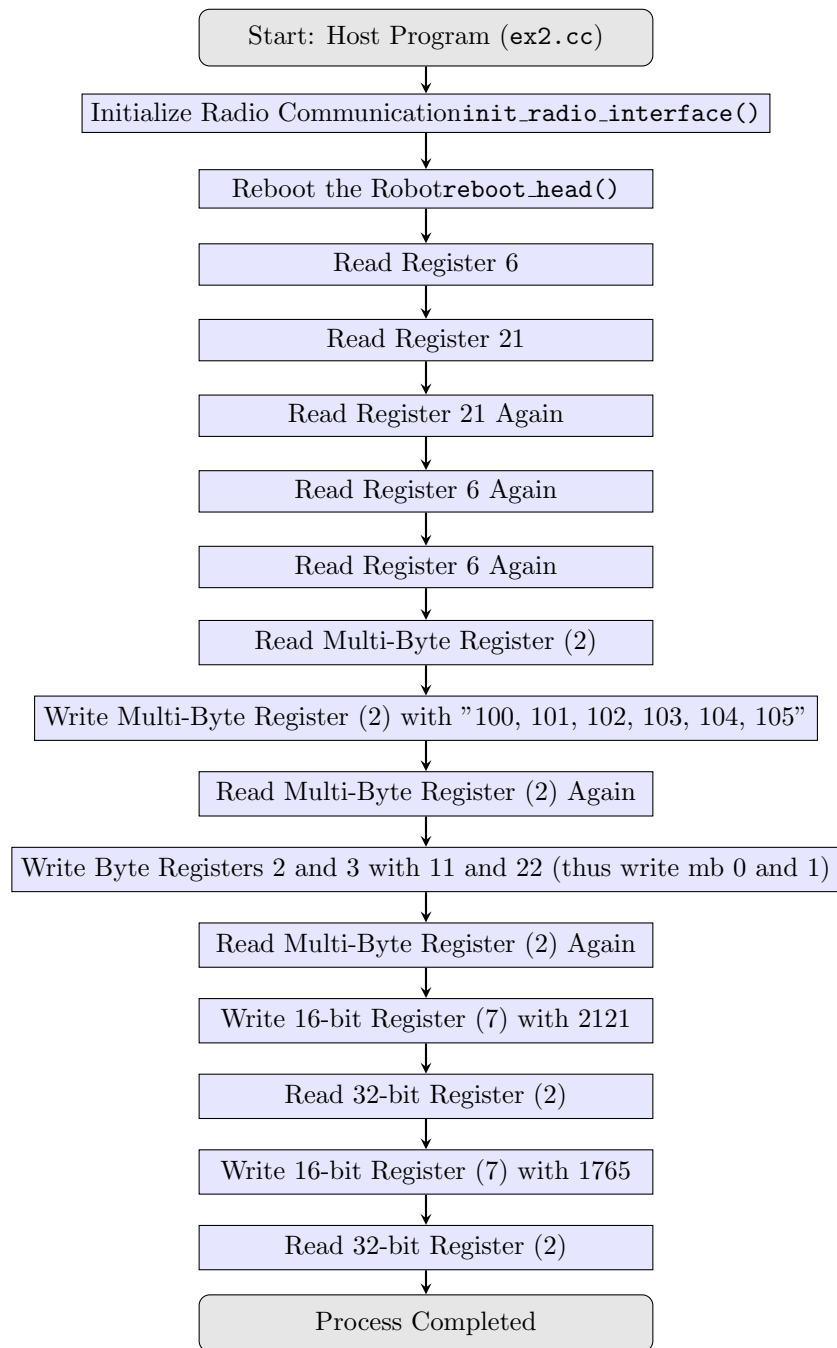 Start: Host Program (ex2.cc)
Initialize Radio Communicationinit_radio_interface()
Reboot the Robotreboot_head()
Read Register 6
Read Register 21
Read Register 21 Again
Read Register 6 Again
Read Register 6 Again
Read Multi-Byte Register (2)
Write Multi-Byte Register (2) with ”100, 101, 102, 103, 104, 105”
Read Multi-Byte Register (2) Again
Write Byte Registers 2 and 3 with 11 and 22 (thus write mb 0 and 1)
Read Multi-Byte Register (2) Again
Write 16-bit Register (7) with 2121
Read 32-bit Register (2)
Write 16-bit Register (7) with 1765
Read 32-bit Register (2)
Process Completed